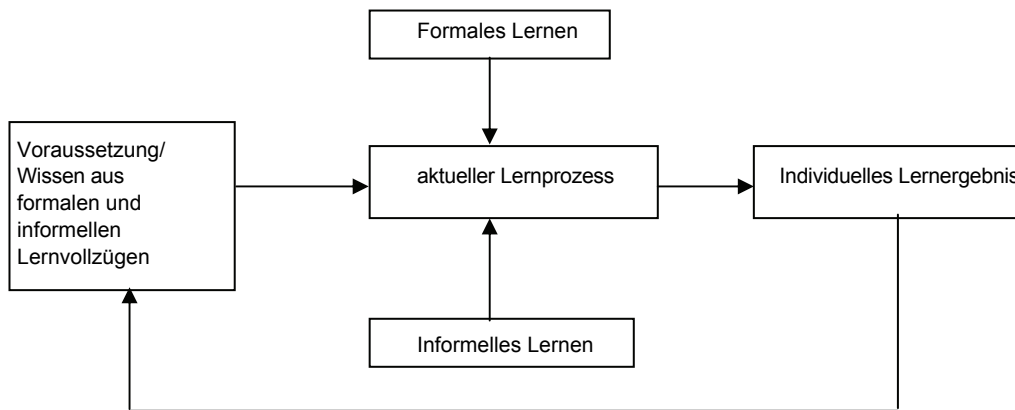 Formales Lernen
Voraussetzung/
Wissen aus
formalen und
informellen
Lernvollzügen
aktueller Lernprozess
Individuelles Lernergebnis
Informelles Lernen